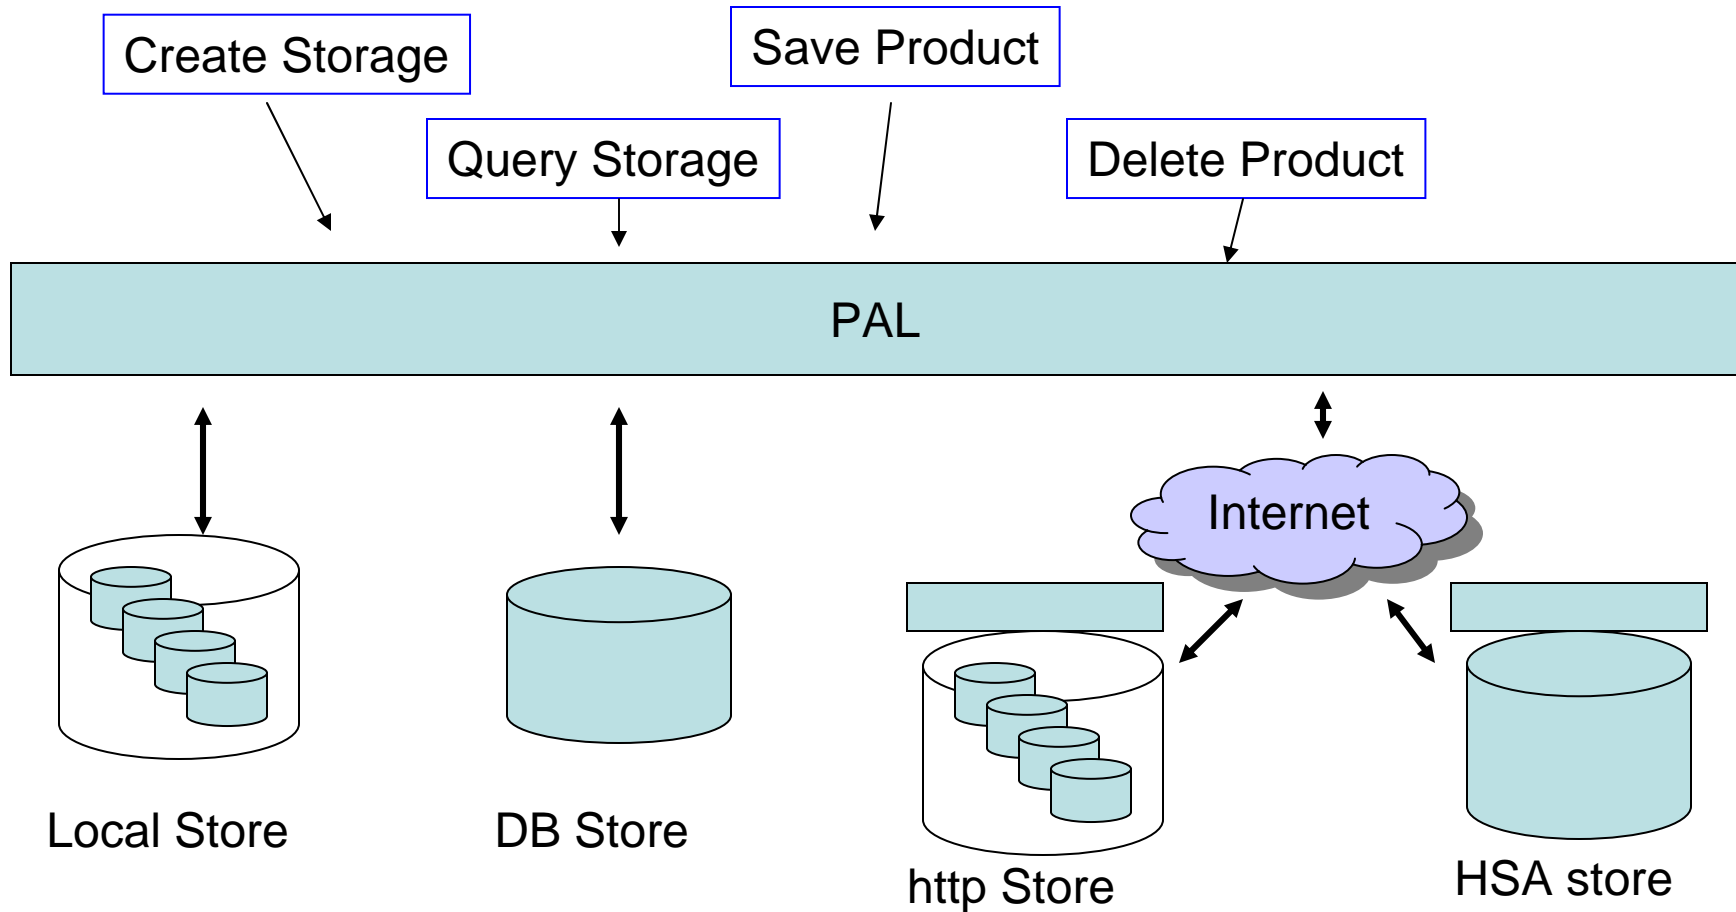 Create Storage
Save Product
Query Storage
Delete Product
PAL
Internet
Local Store
DB Store
http Store
HSA store